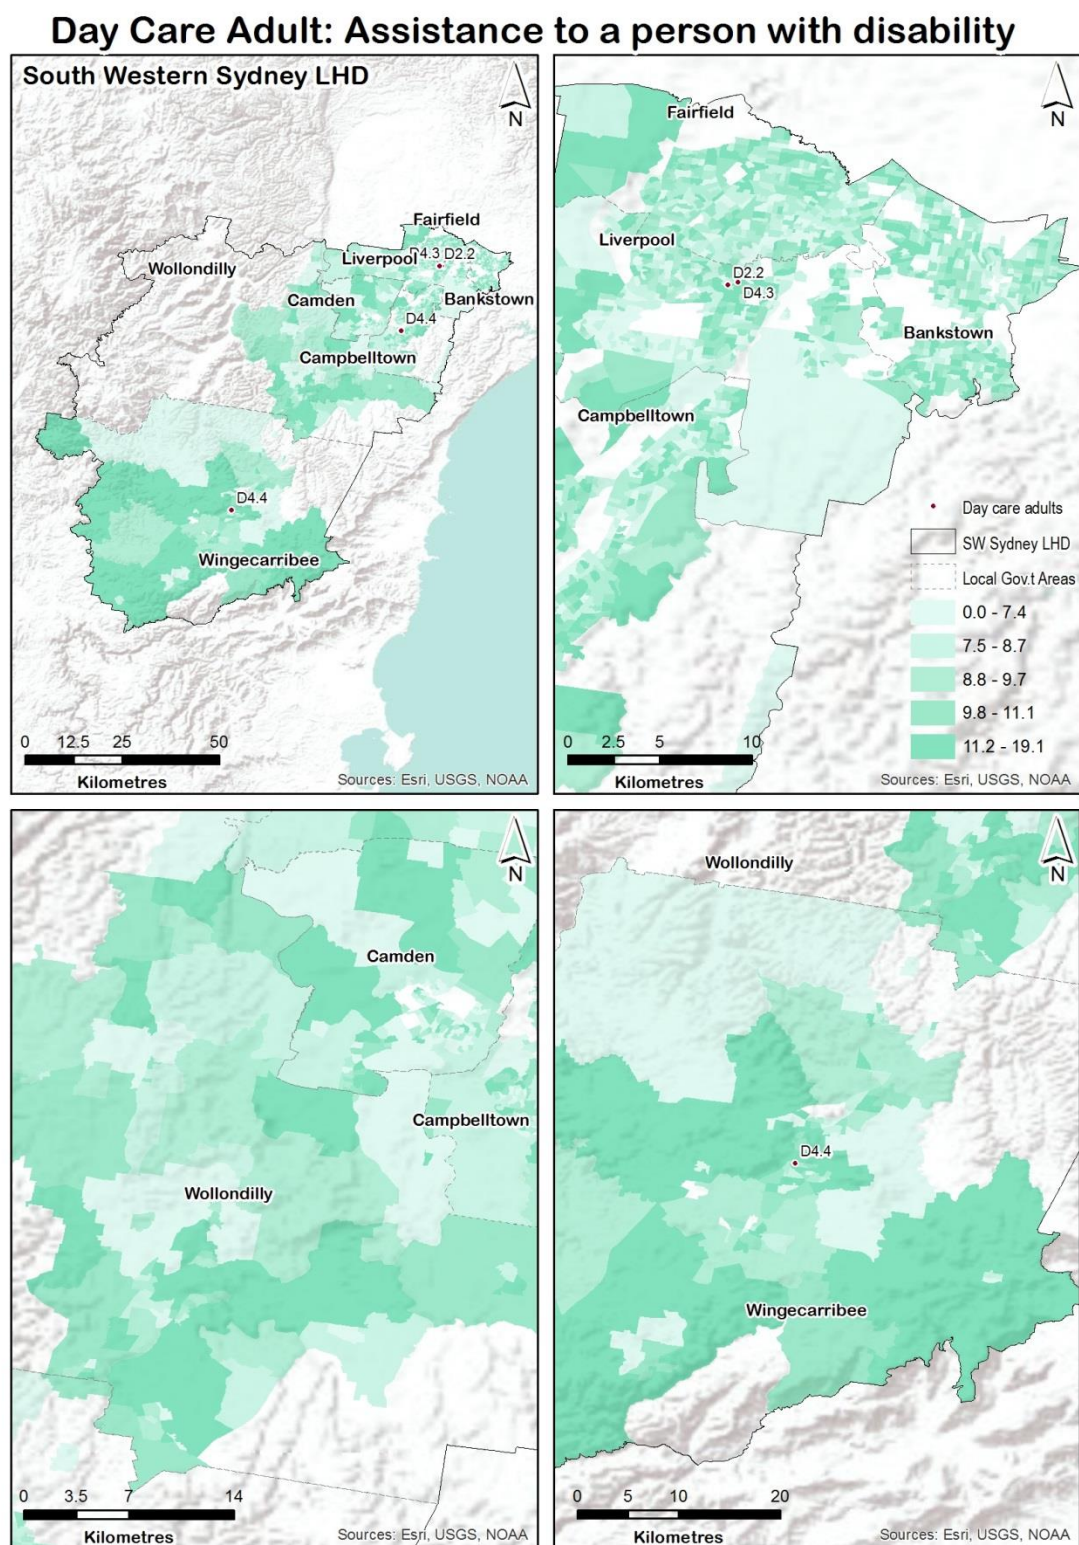 Day Care Adult: Assistance to a person with disability
South Western Sydney LHD
N
Fairfield
D4.3 D2.2
Liverpool
Wollondilly
Camden
Bankstown
D4.4
Campbelltown
D4.4
Wingecarribee
0 12.5 25 50
Kilometres
Sources: Esri, USGS, NOAA
N
Fairfield
Liverpool
D2.2
D4.3
Bankstown
Campbelltown
Day care adults
SW Sydney LHD
Local Gov.t Areas
0.0 - 7.4
7.5 - 8.7
8.8 - 9.7
9.8 - 11.1
11.2 - 19.1
0 2.5 5 10
Kilometres
Sources: Esri, USGS, NOAA
N
Camden
Campbelltown
Wollondilly
0 3.5 7 14
Kilometres
Sources: Esri, USGS, NOAA
N
Wollondilly
D4.4
Wingecarribee
0 5 10 20
Kilometres
Sources: Esri, USGS, NOAA